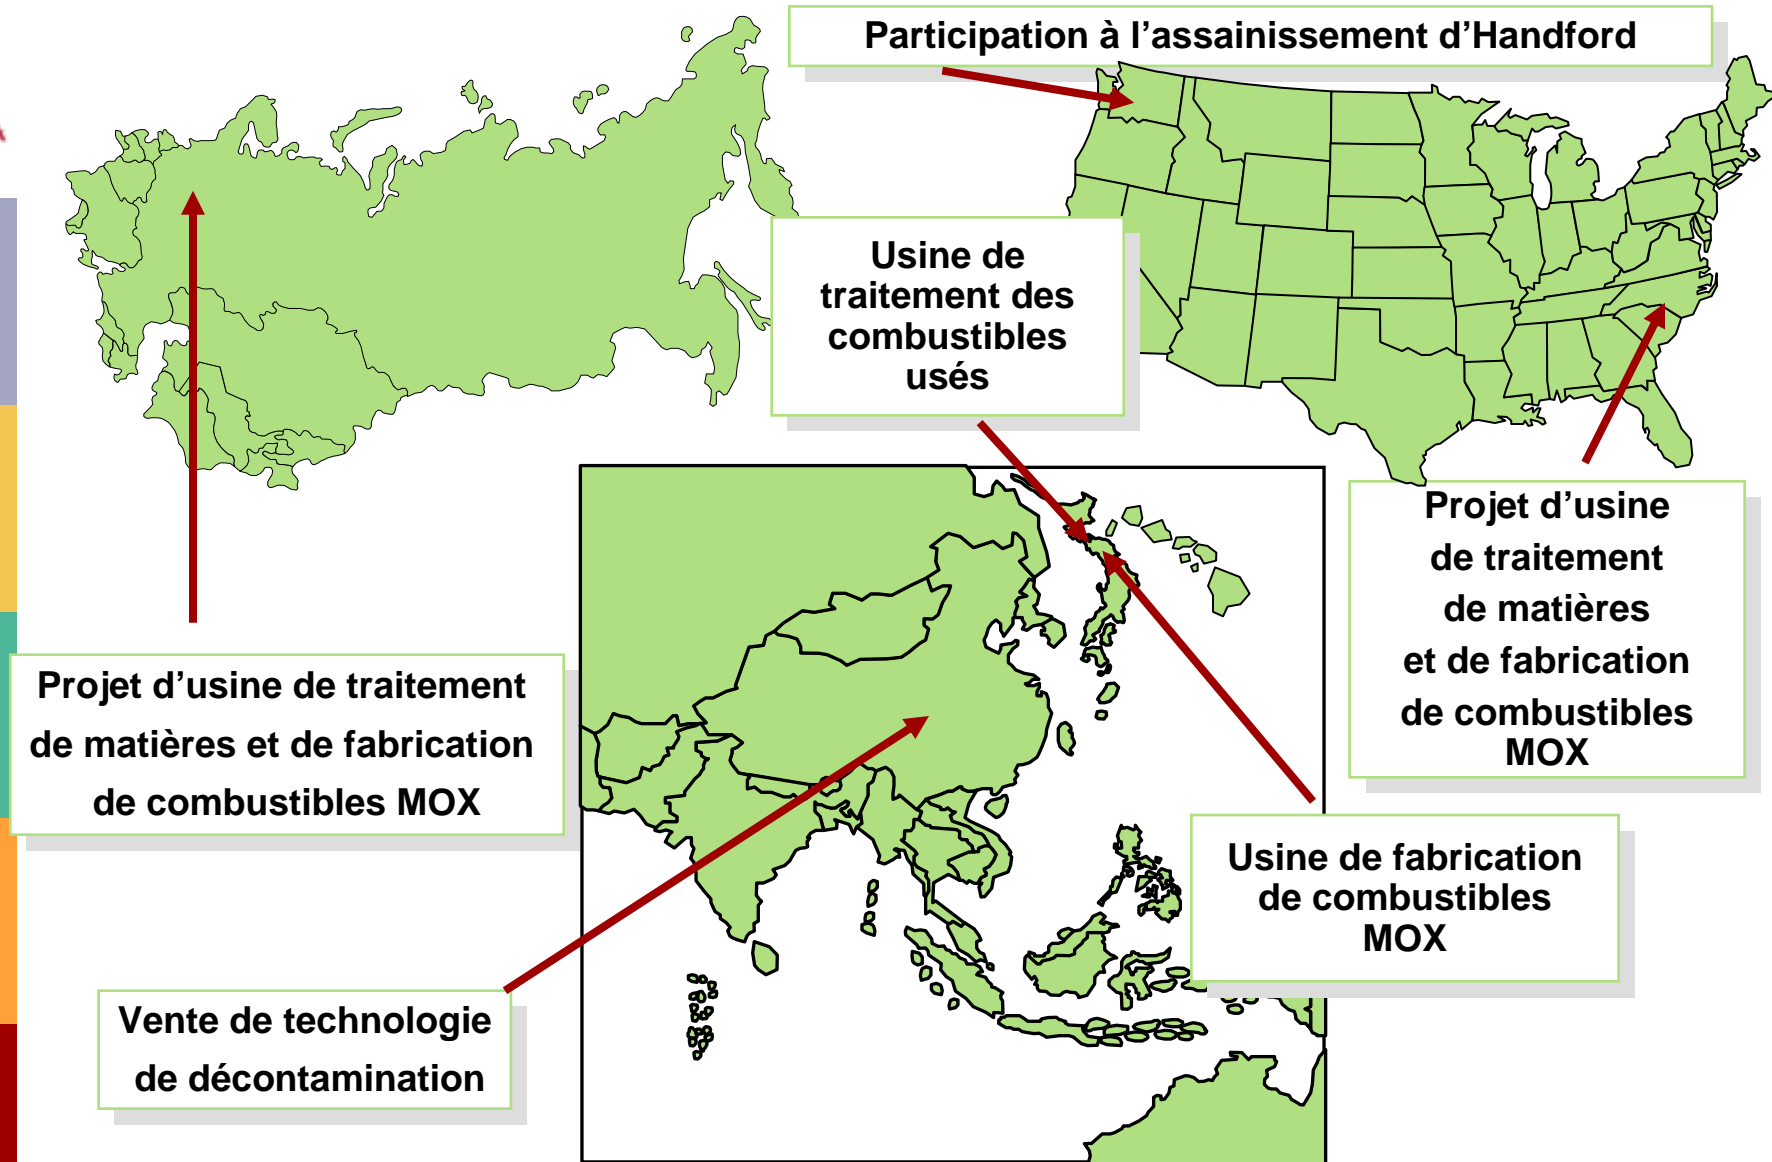 Participation à l’assainissement d’Handford
Usine de
traitement des
combustibles
usés
Projet d’usine
de traitement
de matières
et de fabrication
de combustibles
MOX
Projet d’usine de traitement
de matières et de fabrication
de combustibles MOX
Usine de fabrication
de combustibles
MOX
Vente de technologie
de décontamination